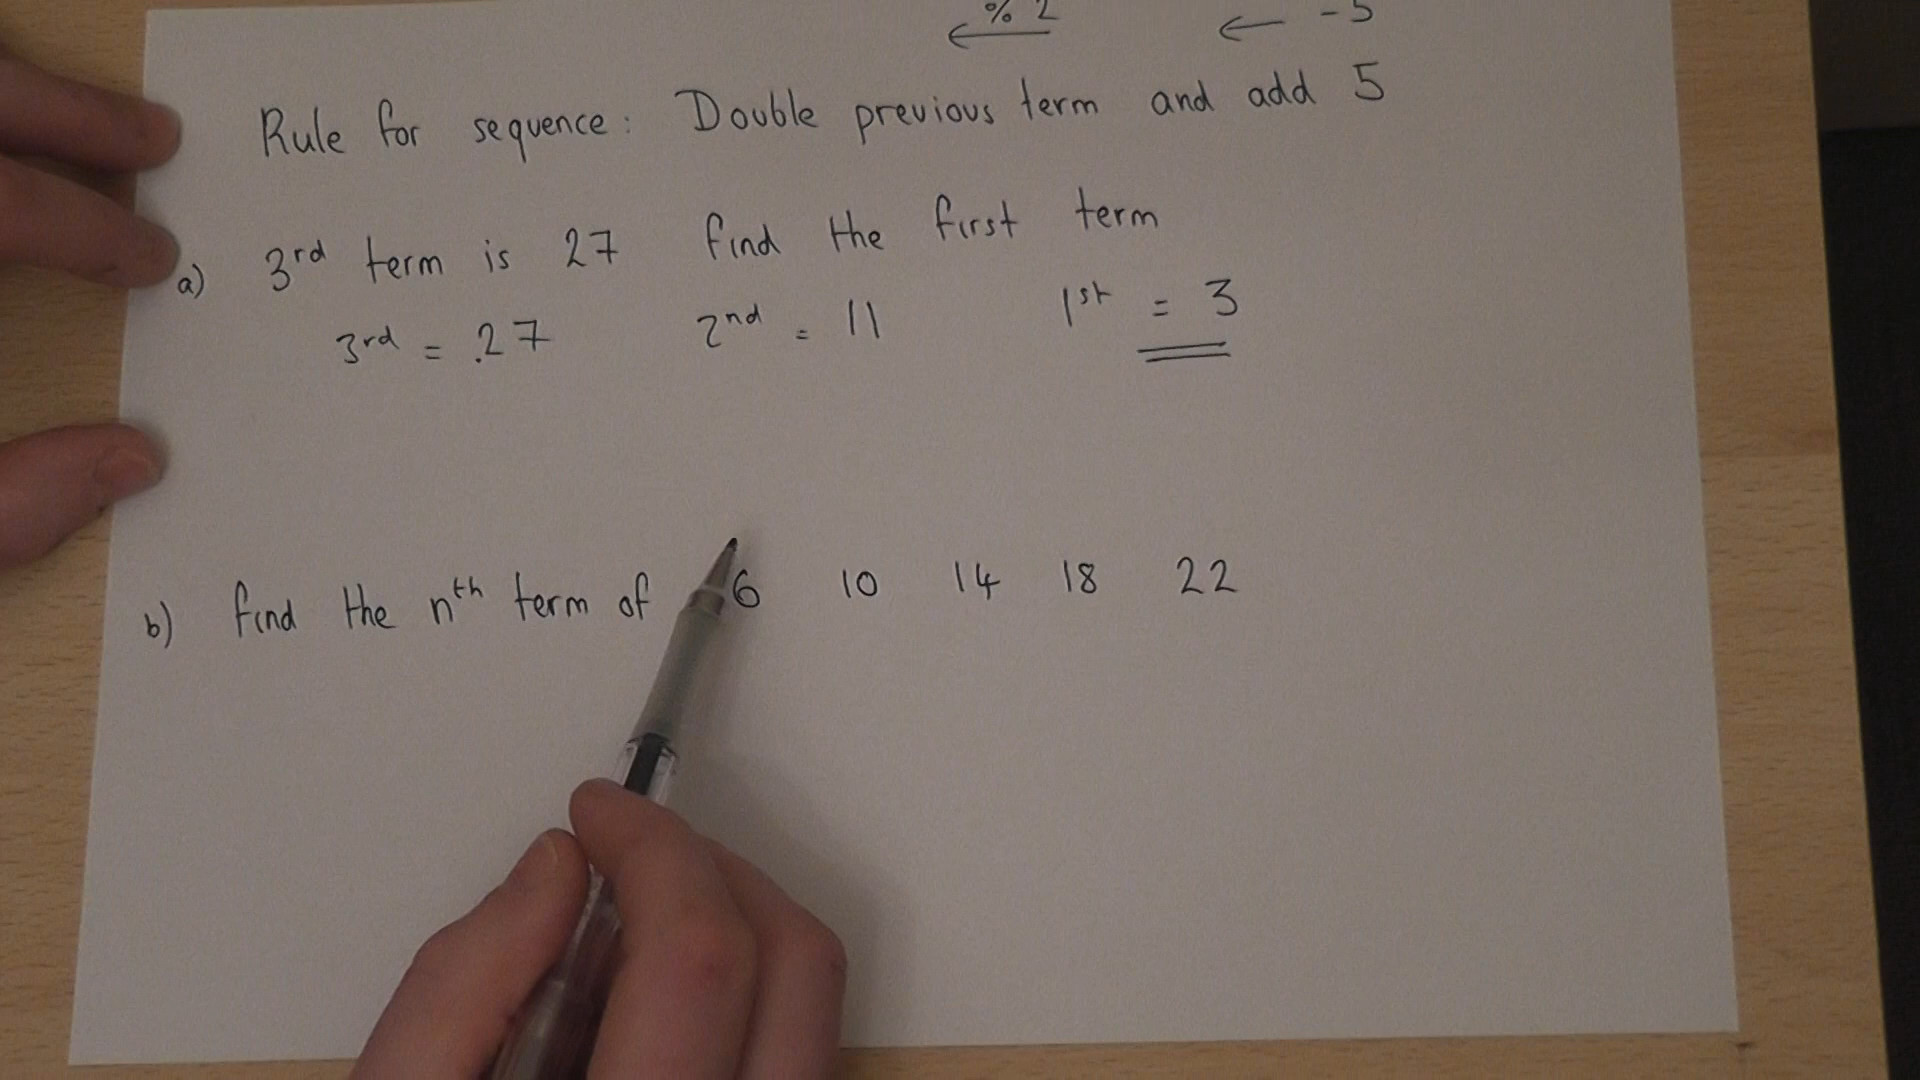 % 2 ← - 5 ←
Rule for sequence: Double previous term and add 5
a) 3rd term is 27 find the first term
3rd = 27 2nd = 11 1st = 3
b) find the nth term of 6 10 14 18 22